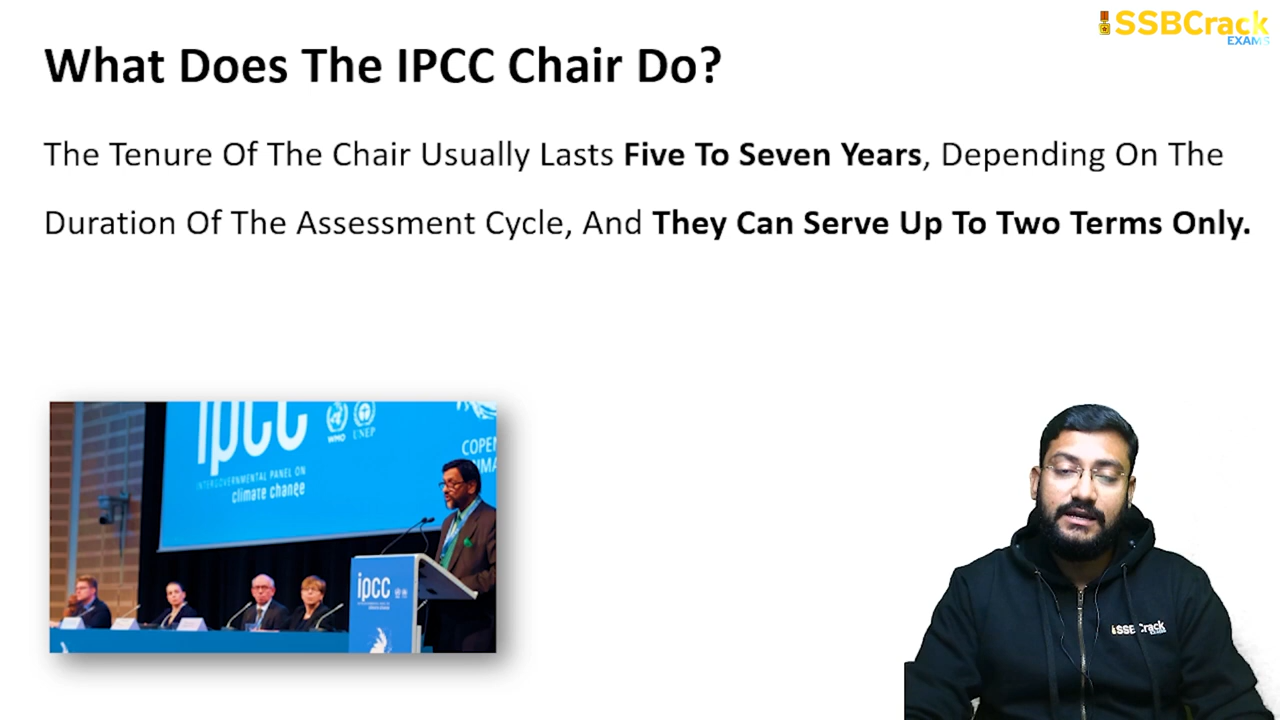 SSBCrack
EXAMS
What Does The IPCC Chair Do?
The Tenure Of The Chair Usually Lasts Five To Seven Years, Depending On The
Duration Of The Assessment Cycle, And They Can Serve Up To Two Terms Only.
ipcc
WMO
UNEP
INTERGOVERNMENTAL PANEL ON
climate change
COPEN
ipcc
SSBCrack